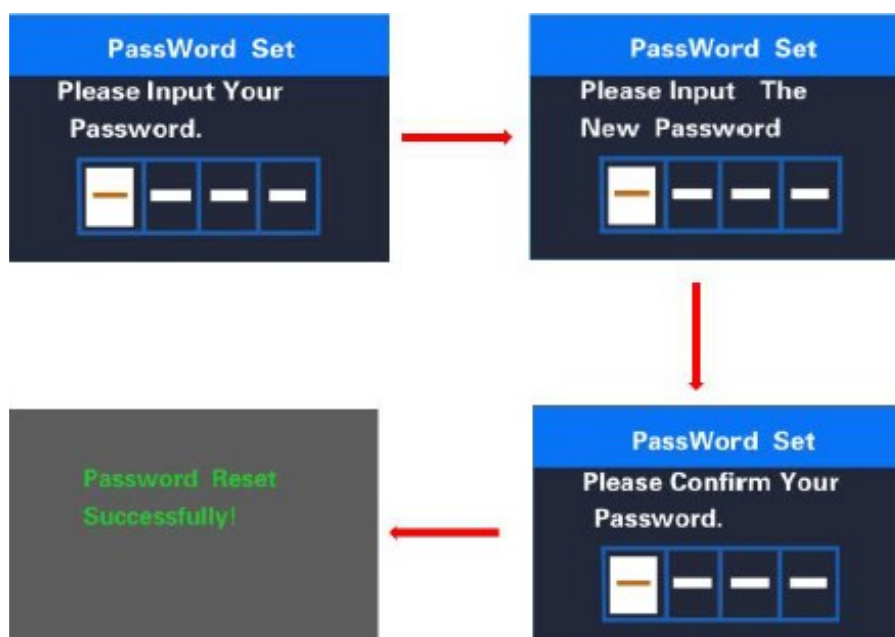 PassWord Set
Please Input Your
Password.
PassWord Set
Please Input The
New Password
PassWord Set
Please Confirm Your
Password.
Password Reset
Successfully!